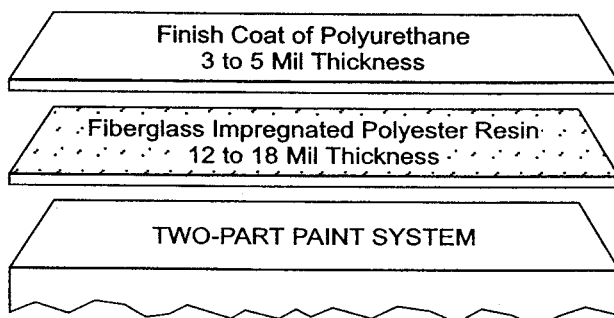 Finish Coat of Polyurethane
3 to 5 Mil Thickness
Fiberglass Impregnated Polyester Resin
12 to 18 Mil Thickness
TWO-PART PAINT SYSTEM